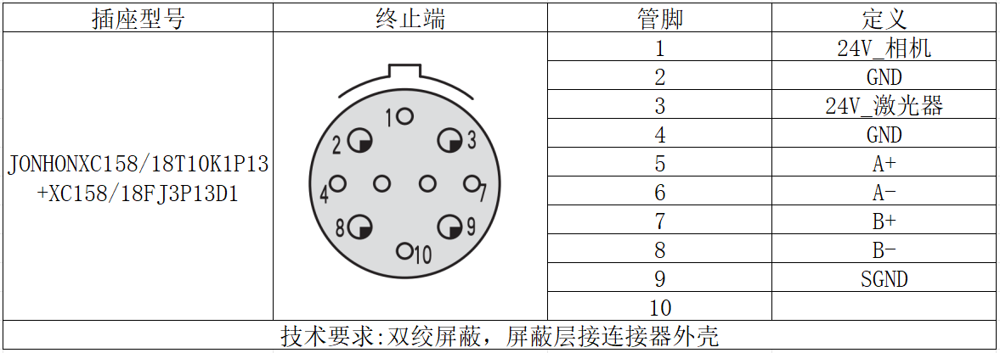 插座型号 终止端 管脚 定义
JONHONXC158/18T10K1P13
+XC158/18FJ3P13D1
1
2 3
4 7
8 9
10
1 24V_相机
2 GND
3 24V_激光器
4 GND
5 A+
6 A-
7 B+
8 B-
9 SGND
10
技术要求:双绞屏蔽，屏蔽层接连接器外壳